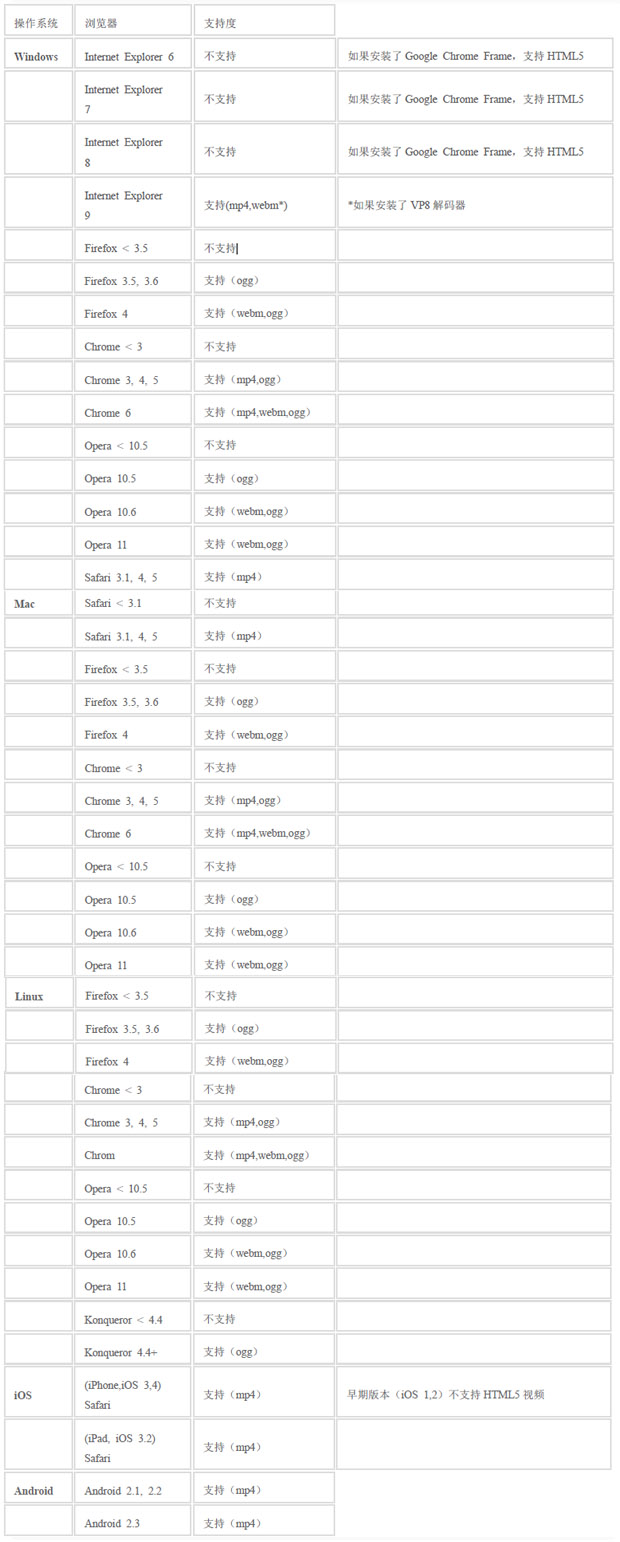 操作系统 浏览器 支持度
Windows Internet Explorer 6 不支持 如果安装了 Google Chrome Frame，支持 HTML5
Internet Explorer
7 不支持 如果安装了 Google Chrome Frame，支持 HTML5
Internet Explorer
8 不支持 如果安装了 Google Chrome Frame，支持 HTML5
Internet Explorer
9 支持(mp4,webm*) *如果安装了 VP8 解码器
Firefox < 3.5 不支持
Firefox 3.5, 3.6 支持（ogg）
Firefox 4 支持（webm,ogg）
Chrome < 3 不支持
Chrome 3, 4, 5 支持（mp4,ogg）
Chrome 6 支持（mp4,webm,ogg）
Opera < 10.5 不支持
Opera 10.5 支持（ogg）
Opera 10.6 支持（webm,ogg）
Opera 11 支持（webm,ogg）
Safari 3.1, 4, 5 支持（mp4）
Mac Safari < 3.1 不支持
Safari 3.1, 4, 5 支持（mp4）
Firefox < 3.5 不支持
Firefox 3.5, 3.6 支持（ogg）
Firefox 4 支持（webm,ogg）
Chrome < 3 不支持
Chrome 3, 4, 5 支持（mp4,ogg）
Chrome 6 支持（mp4,webm,ogg）
Opera < 10.5 不支持
Opera 10.5 支持（ogg）
Opera 10.6 支持（webm,ogg）
Opera 11 支持（webm,ogg）
Linux Firefox < 3.5 不支持
Firefox 3.5, 3.6 支持（ogg）
Firefox 4 支持（webm,ogg）
Chrome < 3 不支持
Chrome 3, 4, 5 支持（mp4,ogg）
Chrom 支持（mp4,webm,ogg）
Opera < 10.5 不支持
Opera 10.5 支持（ogg）
Opera 10.6 支持（webm,ogg）
Opera 11 支持（webm,ogg）
Konqueror < 4.4 不支持
Konqueror 4.4+ 支持（ogg）
iOS (iPhone,iOS 3,4)
Safari 支持（mp4） 早期版本（iOS 1,2）不支持 HTML5 视频
(iPad, iOS 3.2)
Safari 支持（mp4）
Android Android 2.1, 2.2 支持（mp4）
Android 2.3 支持（mp4）